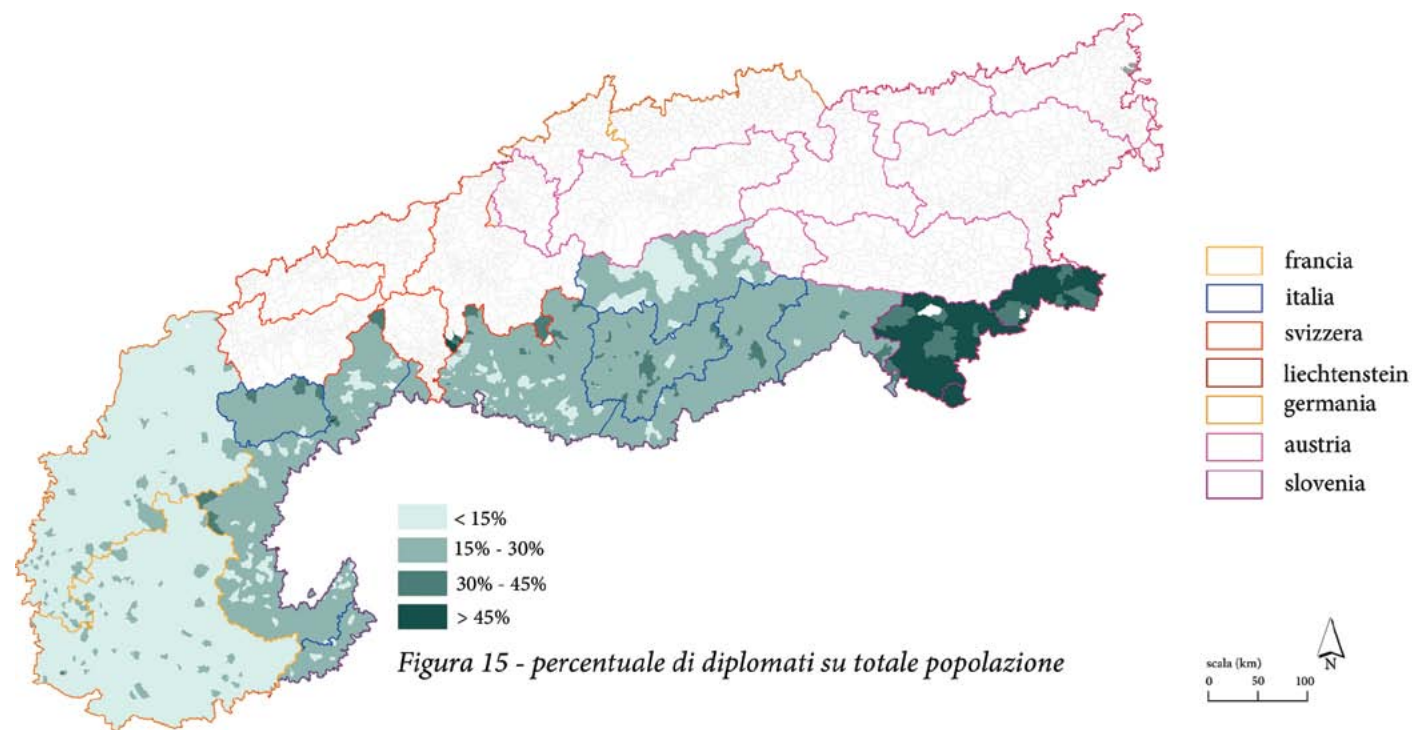 francia
italia
svizzera
liechtenstein
germania
austria
slovenia
< 15%
15% - 30%
30% - 45%
> 45%
Figura 15 - percentuale di diplomati su totale popolazione
scala (km)
0 50 100
N